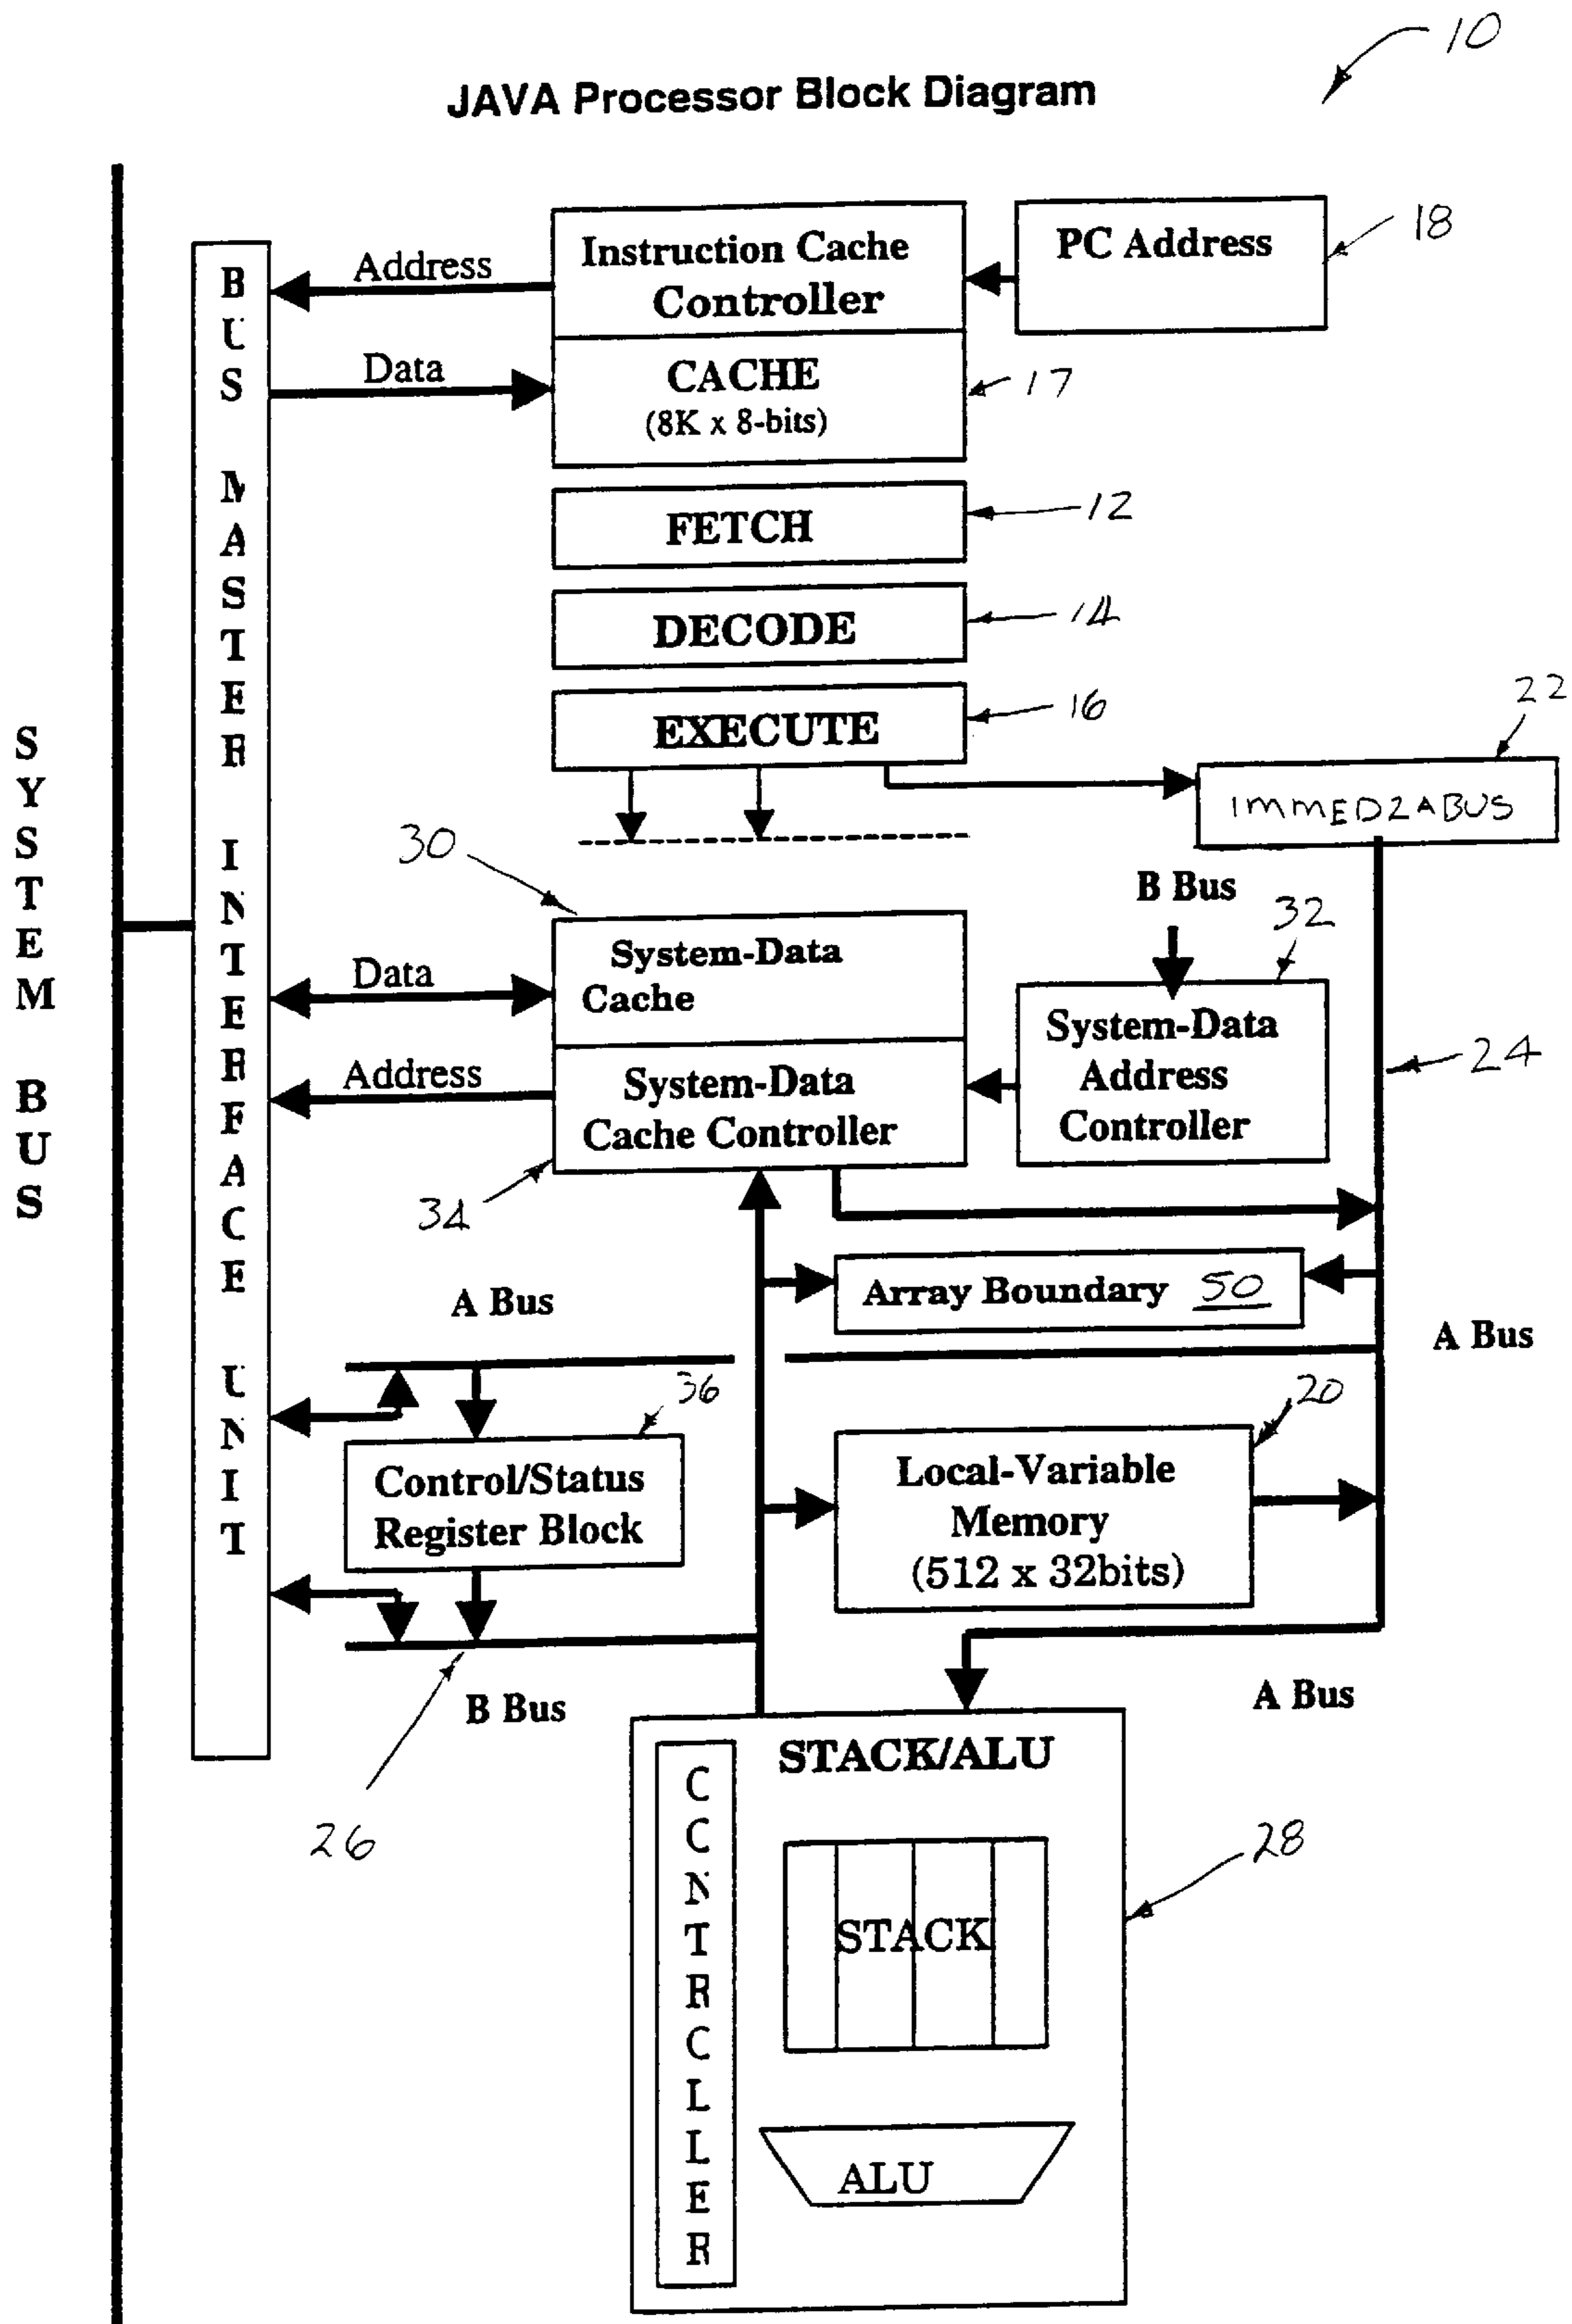 10
JAVA Processor Block Diagram
SYSTEM BUS
BUS MASTER INTERFACE UNIT
Address
Instruction Cache
Controller
PC Address
18
Data
CACHE
(8K x 8-bits)
17
FETCH
12
DECODE
14
EXECUTE
16
22
IMMED2ABUS
30
B Bus
32
Data
System-Data
Cache
System-Data
Address
Controller
24
Address
System-Data
Cache Controller
34
Array Boundary 50
A Bus
A Bus
36
20
Control/Status
Register Block
Local-Variable
Memory
(512 x 32bits)
B Bus
A Bus
26
STACK/ALU
CONTROLLER
STACK
28
ALU